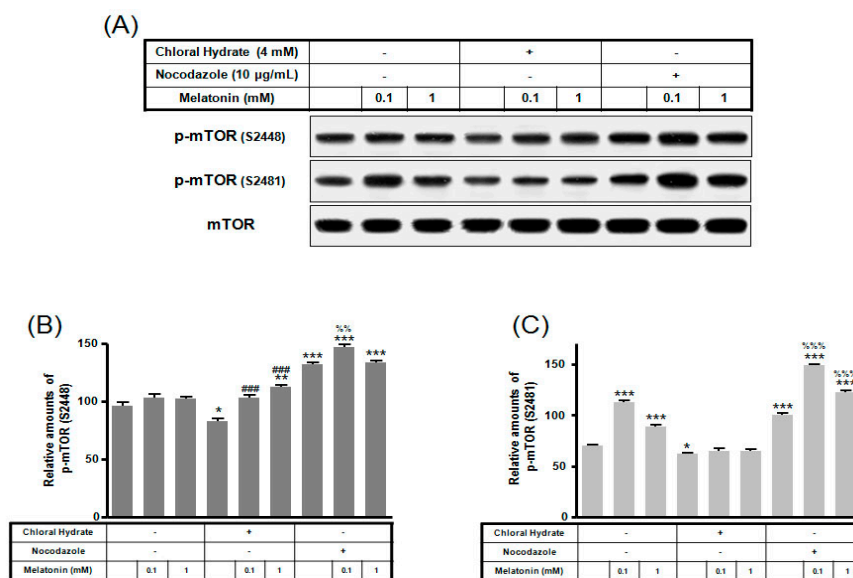 (A)
Chloral Hydrate (4 mM) - + -
Nocodazole (10 µg/mL) - - +
Melatonin (mM) 0.1 1 0.1 1 0.1 1
p-mTOR (S2448)
p-mTOR (S2481)
mTOR
(B)
Relative amounts of
p-mTOR (S2448)
150
100
50
0
* ### ### ** *** %% *** ***
Chloral Hydrate - + -
Nocodazole - - +
Melatonin (mM) 0.1 1 0.1 1 0.1 1
(C)
Relative amounts of
p-mTOR (S2481)
150
100
50
0
*** *** * *** %%% *** %%% ***
Chloral Hydrate - + -
Nocodazole - - +
Melatonin (mM) 0.1 1 0.1 1 0.1 1